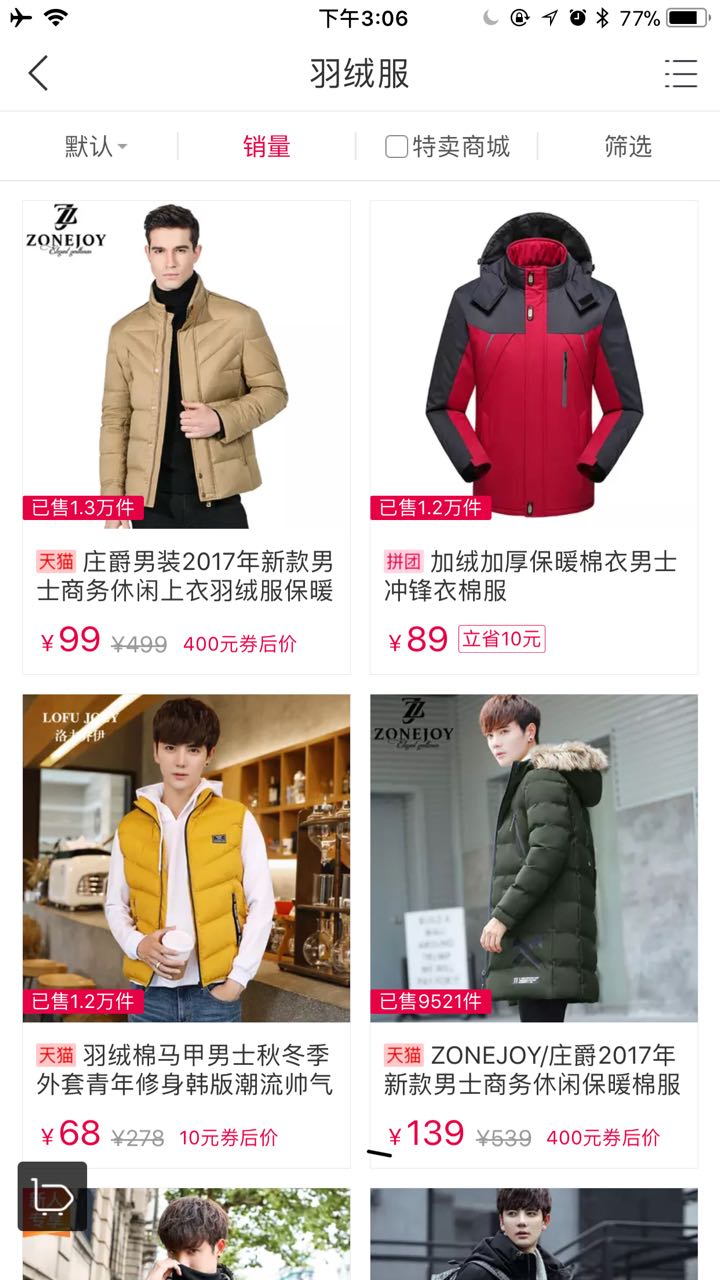 下午3:06
77%
羽绒服
默认
销量
特卖商城
筛选
ZONEJOY
Elegal gentleman
已售1.3万件
天猫 庄爵男装2017年新款男
士商务休闲上衣羽绒服保暖
¥99 ¥499 400元券后价
已售1.2万件
拼团 加绒加厚保暖棉衣男士
冲锋衣棉服
¥89 立省10元
LOFU JOEY
洛夫乔伊
已售1.2万件
天猫 羽绒棉马甲男士秋冬季
外套青年修身韩版潮流帅气
¥68 ¥278 10元券后价
ZONEJOY
Elegal gentleman
已售9521件
天猫 ZONEJOY/庄爵2017年
新款男士商务休闲保暖棉服
¥139 ¥539 400元券后价